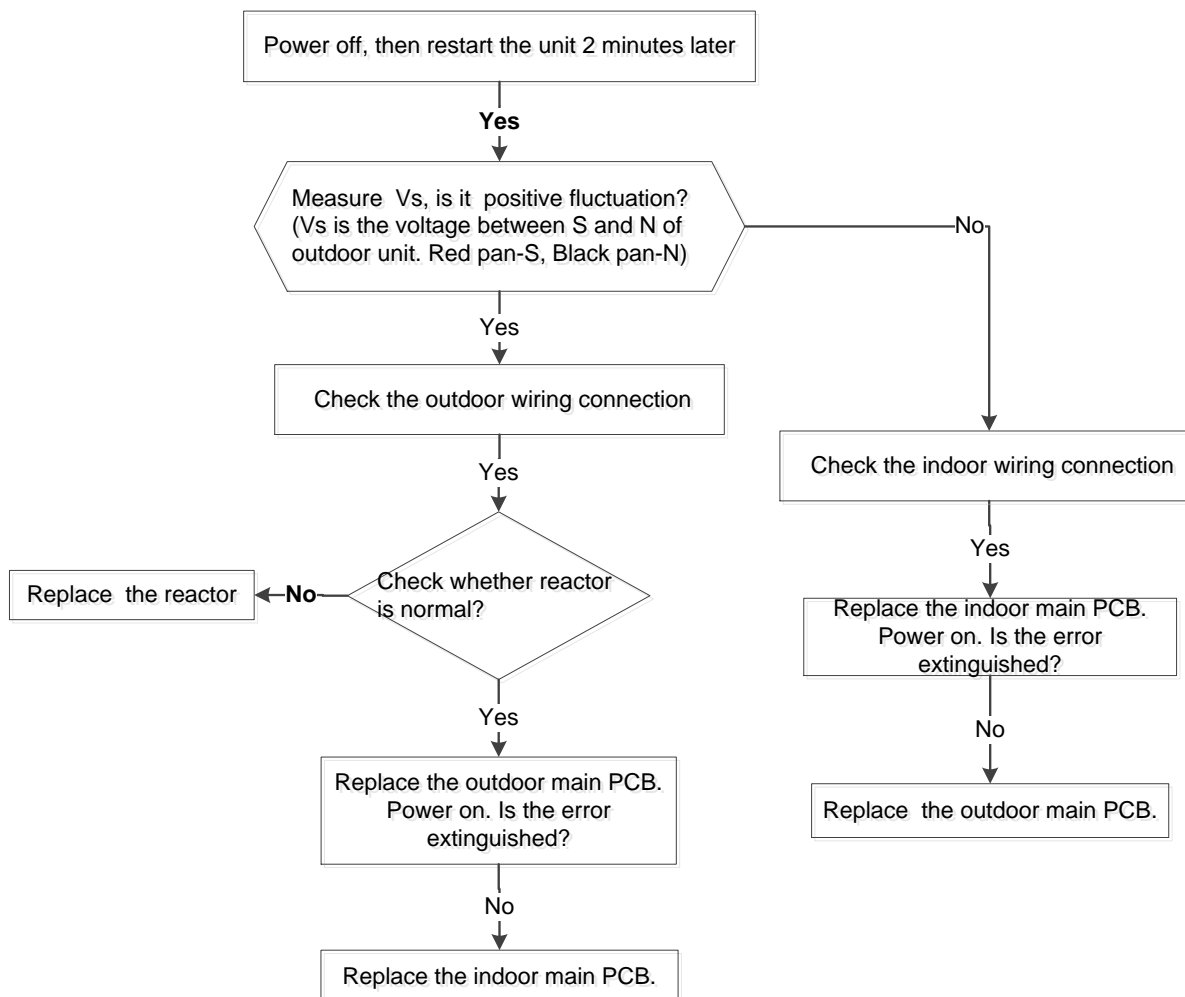 Power off, then restart the unit 2 minutes later
Yes
Measure Vs, is it positive fluctuation?
(Vs is the voltage between S and N of
outdoor unit. Red pan-S, Black pan-N)
No
Yes
Check the outdoor wiring connection
Check the indoor wiring connection
Yes
Yes
Check whether reactor
is normal?
No
Replace the reactor
Replace the indoor main PCB.
Power on. Is the error
extinguished?
Yes
No
Replace the outdoor main PCB.
Power on. Is the error
extinguished?
Replace the outdoor main PCB.
No
Replace the indoor main PCB.